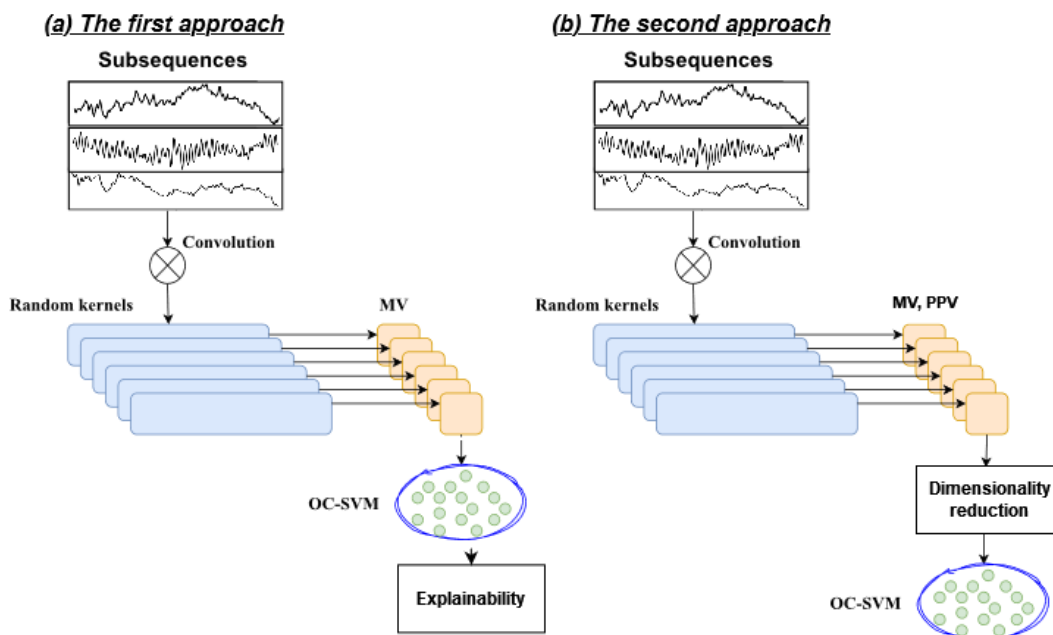 (a) The first approach
Subsequences
Convolution
Random kernels
MV
OC-SVM
Explainability
(b) The second approach
Subsequences
Convolution
Random kernels
MV, PPV
Dimensionality
reduction
OC-SVM